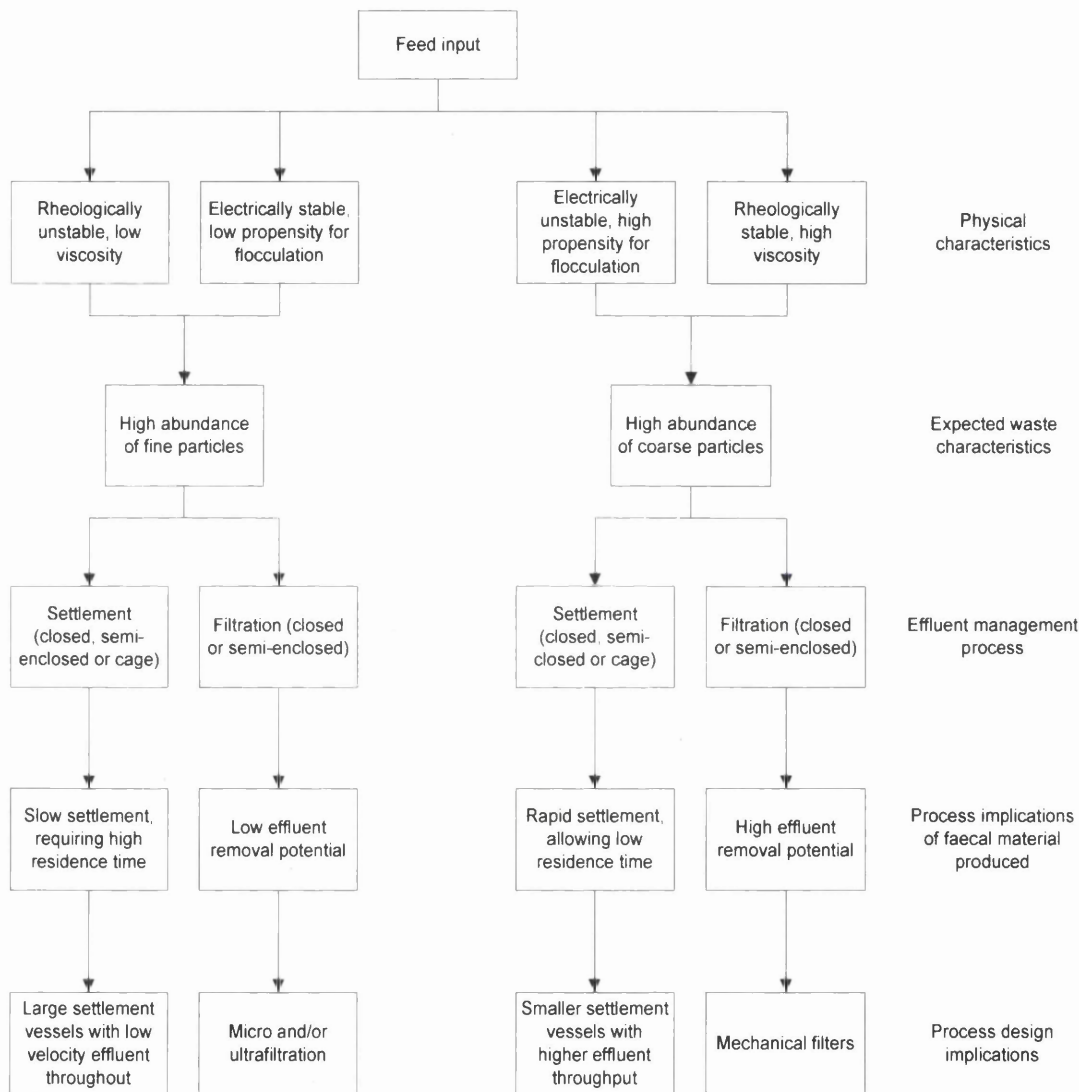 Feed input
Rheologically
unstable, low
viscosity
Electrically stable,
low propensity for
flocculation
Electrically
unstable, high
propensity for
flocculation
Rheologically
stable, high
viscosity
Physical
characteristics
High abundance
of fine particles
High abundance
of coarse particles
Expected waste
characteristics
Settlement
(closed, semi-
enclosed or cage)
Filtration (closed
or semi-enclosed)
Settlement
(closed, semi-
closed or cage)
Filtration (closed
or semi-enclosed)
Effluent management
process
Slow settlement,
requiring high
residence time
Low effluent
removal potential
Rapid settlement,
allowing low
residence time
High effluent
removal potential
Process implications
of faecal material
produced
Large settlement
vessels with low
velocity effluent
throughout
Micro and/or
ultrafiltration
Smaller settlement
vessels with
higher effluent
throughput
Mechanical filters
Process design
implications